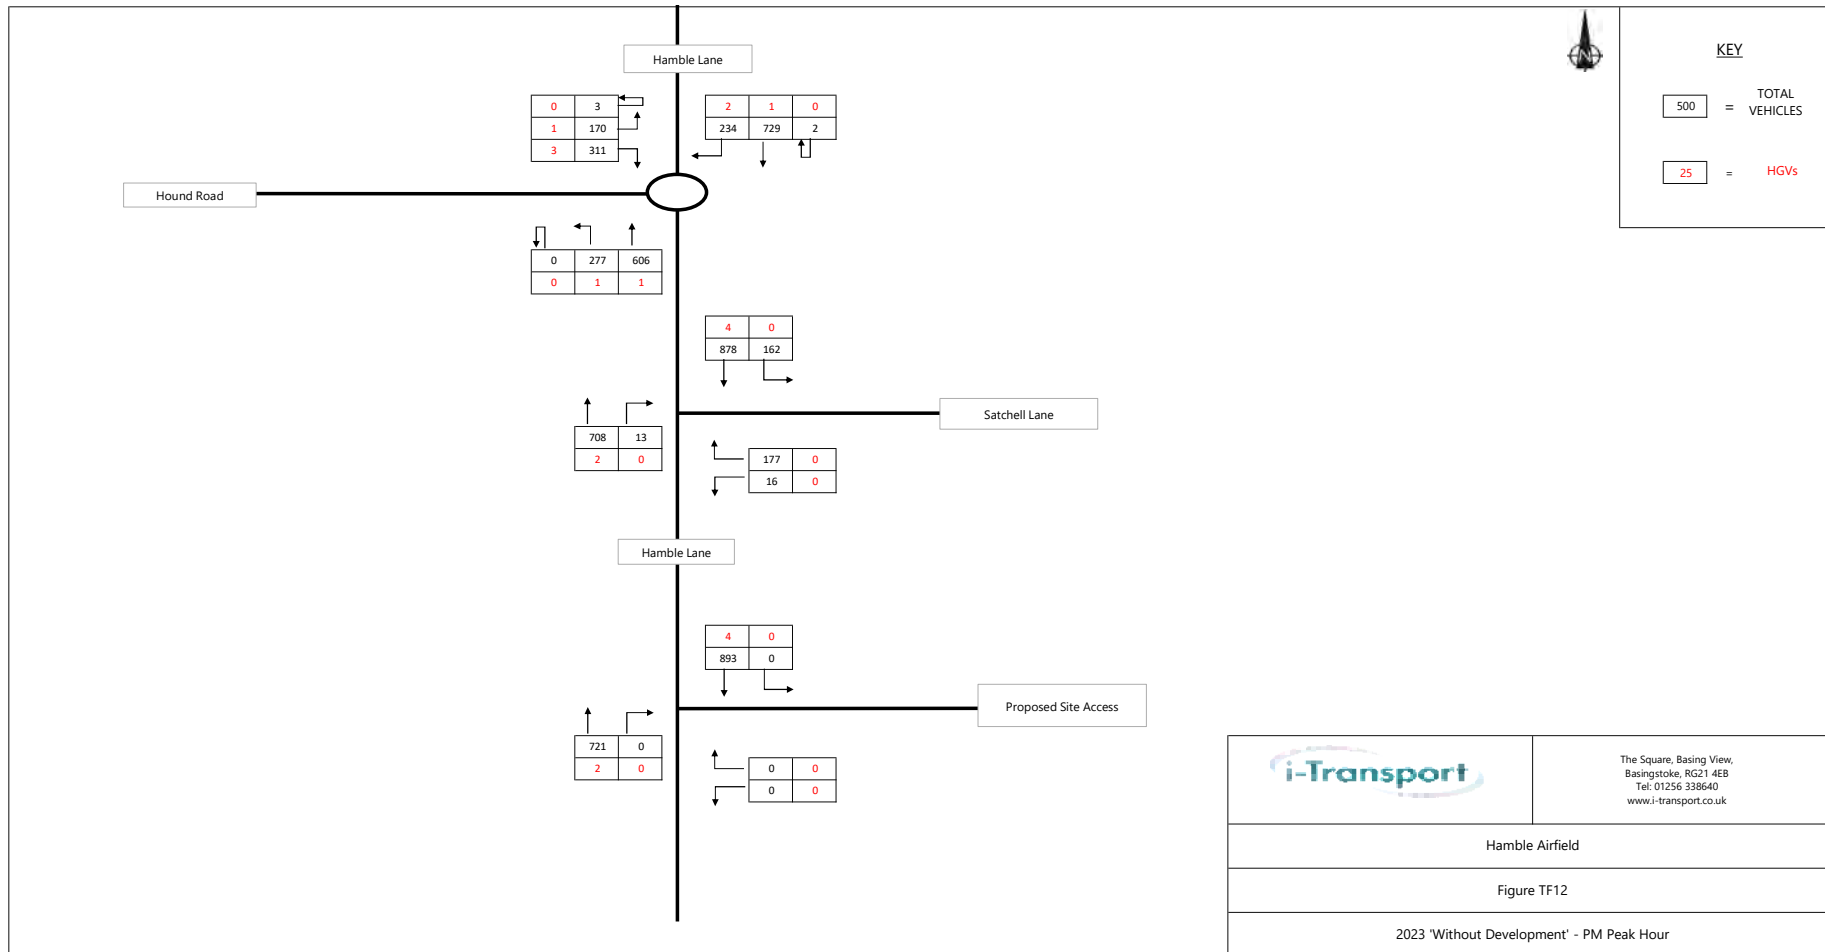 Hamble Lane
KEY
500 = TOTAL VEHICLES
25 = HGVs
0 3
1 170
3 311
2 1 0
234 729 2
Hound Road
0 277 606
0 1 1
4 0
878 162
Satchell Lane
708 13
2 0
177 0
16 0
Hamble Lane
4 0
893 0
Proposed Site Access
721 0
2 0
0 0
0 0
i-Transport
The Square, Basing View,
Basingstoke, RG21 4EB
Tel: 01256 338640
www.i-transport.co.uk
Hamble Airfield
Figure TF12
2023 'Without Development' - PM Peak Hour